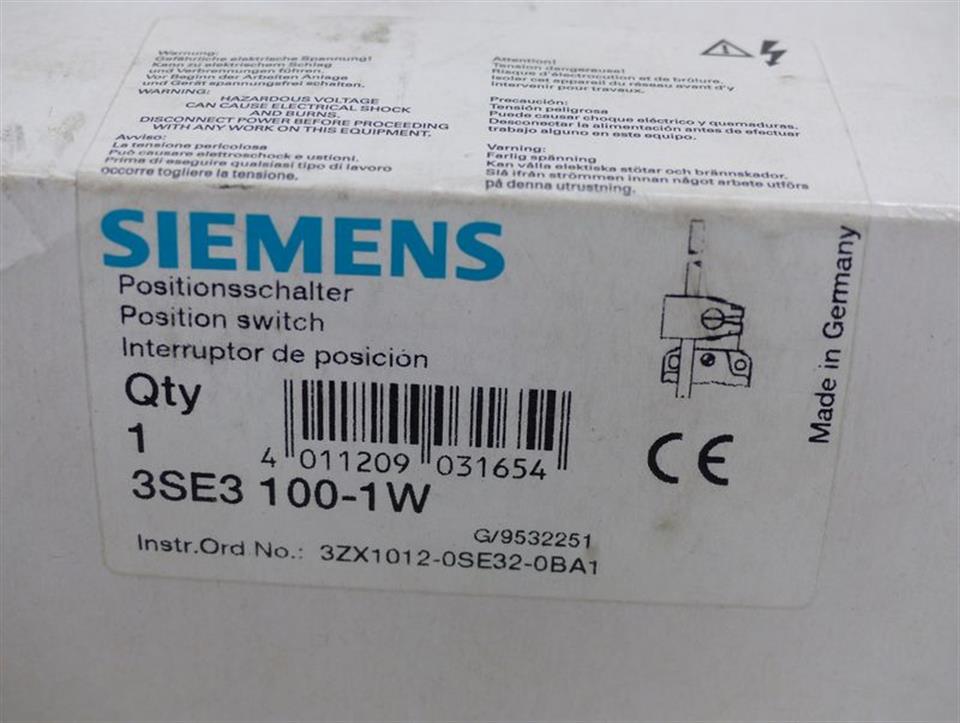 Warnung:
Gefährliche elektrische Spannung!
Kann zu elektrischem Schlag
und Verbrennungen führen.
Vor Beginn der Arbeiten Anlage
und Gerät spannungsfrei schalten.
WARNING:
HAZARDOUS VOLTAGE
CAN CAUSE ELECTRICAL SHOCK
AND BURNS.
DISCONNECT POWER BEFORE PROCEEDING
WITH ANY WORK ON THIS EQUIPMENT.
Avviso:
La tensione pericolosa
Può causare elettroshock e ustioni.
Prima di eseguire qualsiasi tipo di lavoro
occorre togliere la tensione.
Attention!
Tension dangereuse!
Risque d'électrocution et de brûlure.
Isoler cet appareil du réseau avant d'y
intervenir pour travaux.
Precaución:
Tensión peligrosa
Puede causar choque eléctrico y quemaduras.
Desconectar la alimentación antes de efectuar
trabajo alguno en este equipo.
Varning:
Farlig spänning
Kan vålla elektiska stötar och brännskador.
Slå ifrån strömmen innan något arbete utförs
på denna utrustning.
SIEMENS
Positionsschalter
Position switch
Interruptor de posición
Qty
1
4 011209 031654
3SE3 100-1W
G/9532251
Instr.Ord No.: 3ZX1012-0SE32-0BA1
CE
Made in Germany